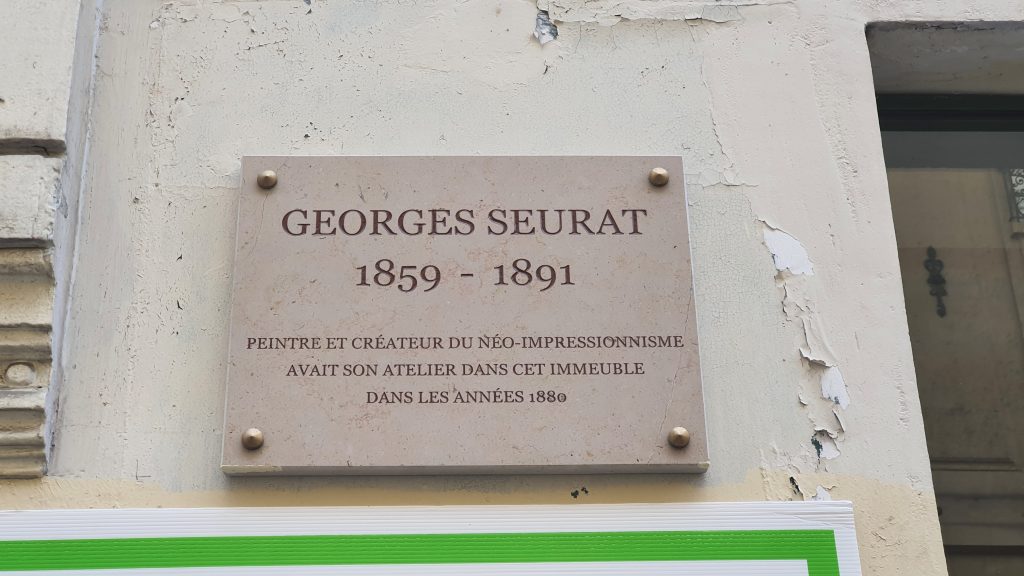 GEORGES SEURAT
1859 - 1891
PEINTRE ET CRÉATEUR DU NÉO-IMPRESSIONNISME
AVAIT SON ATELIER DANS CET IMMEUBLE
DANS LES ANNÉES 1880